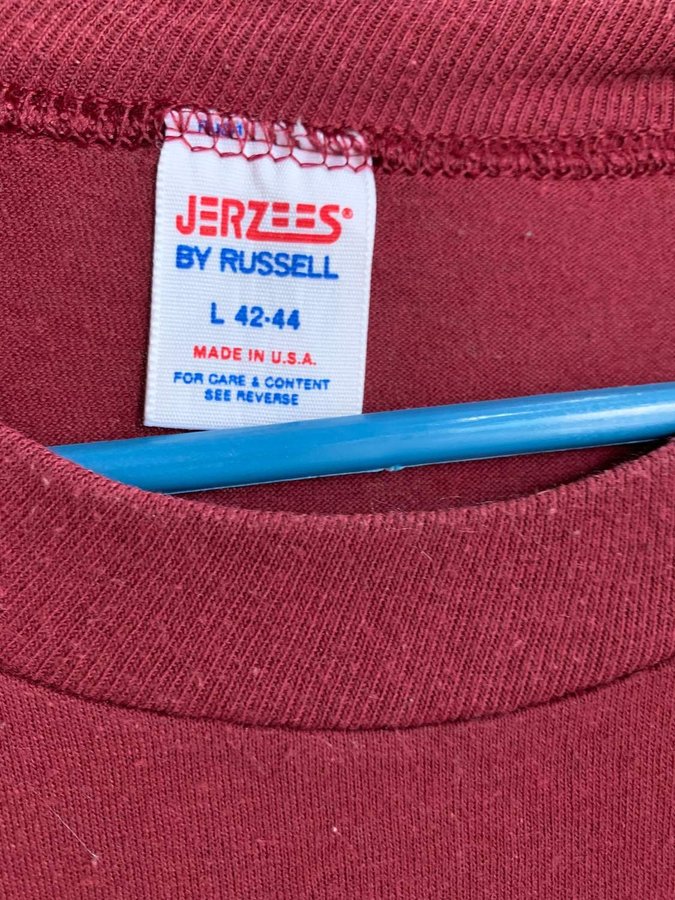 JERZEES®
BY RUSSELL
L 42-44
MADE IN U.S.A.
FOR CARE & CONTENT
SEE REVERSE